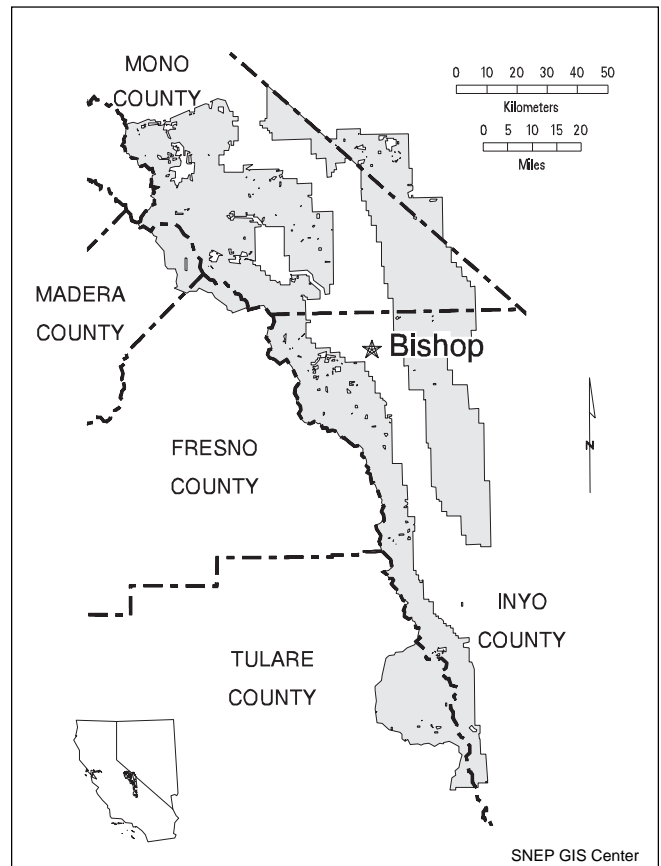 MONO
COUNTY
0 10 20 30 40 50
Kilometers
0 5 10 15 20
Miles
MADERA
COUNTY
Bishop
FRESNO
COUNTY
N
INYO
COUNTY
TULARE
COUNTY
SNEP GIS Center